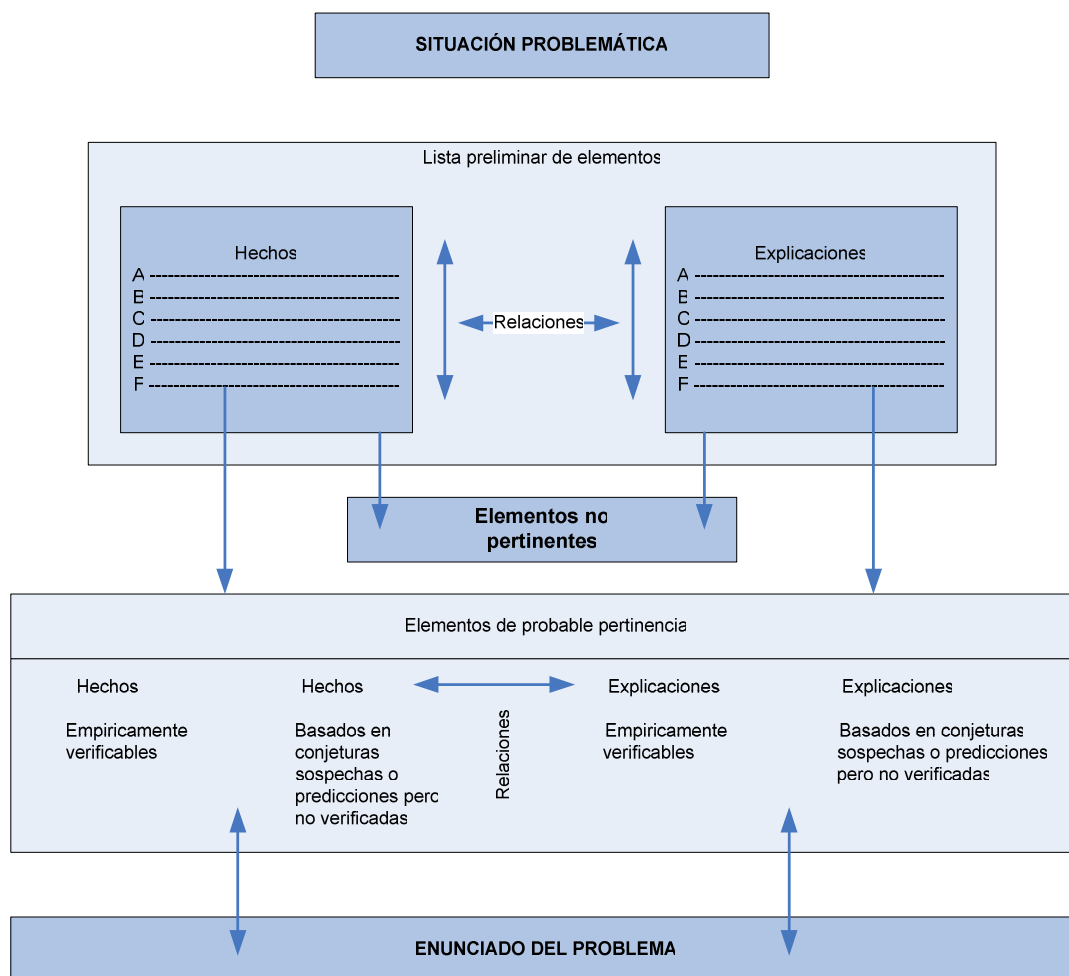 SITUACIÓN PROBLEMÁTICA
Lista preliminar de elementos
Hechos
A
B
C
D
E
F
Relaciones
Explicaciones
A
B
C
D
E
F
Elementos no
pertinentes
Elementos de probable pertinencia
Hechos
Empiricamente
verificables
Hechos
Basados en
conjeturas
sospechas o
predicciones pero
no verificadas
Relaciones
Explicaciones
Empiricamente
verificables
Explicaciones
Basados en conjeturas
sospechas o predicciones
pero no verificadas
ENUNCIADO DEL PROBLEMA